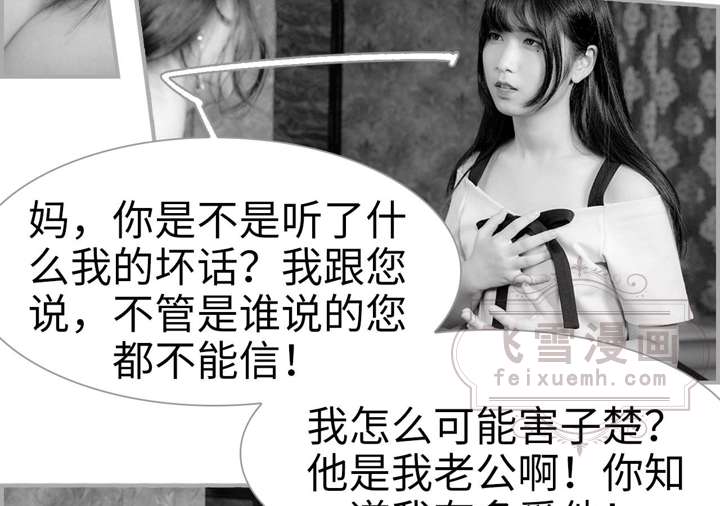 妈，你是不是听了什
么我的坏话？我跟您
说，不管是谁说的您
都不能信！
飞雪漫画
feixuemh.com
我怎么可能害子楚？
他是我老公啊！你知